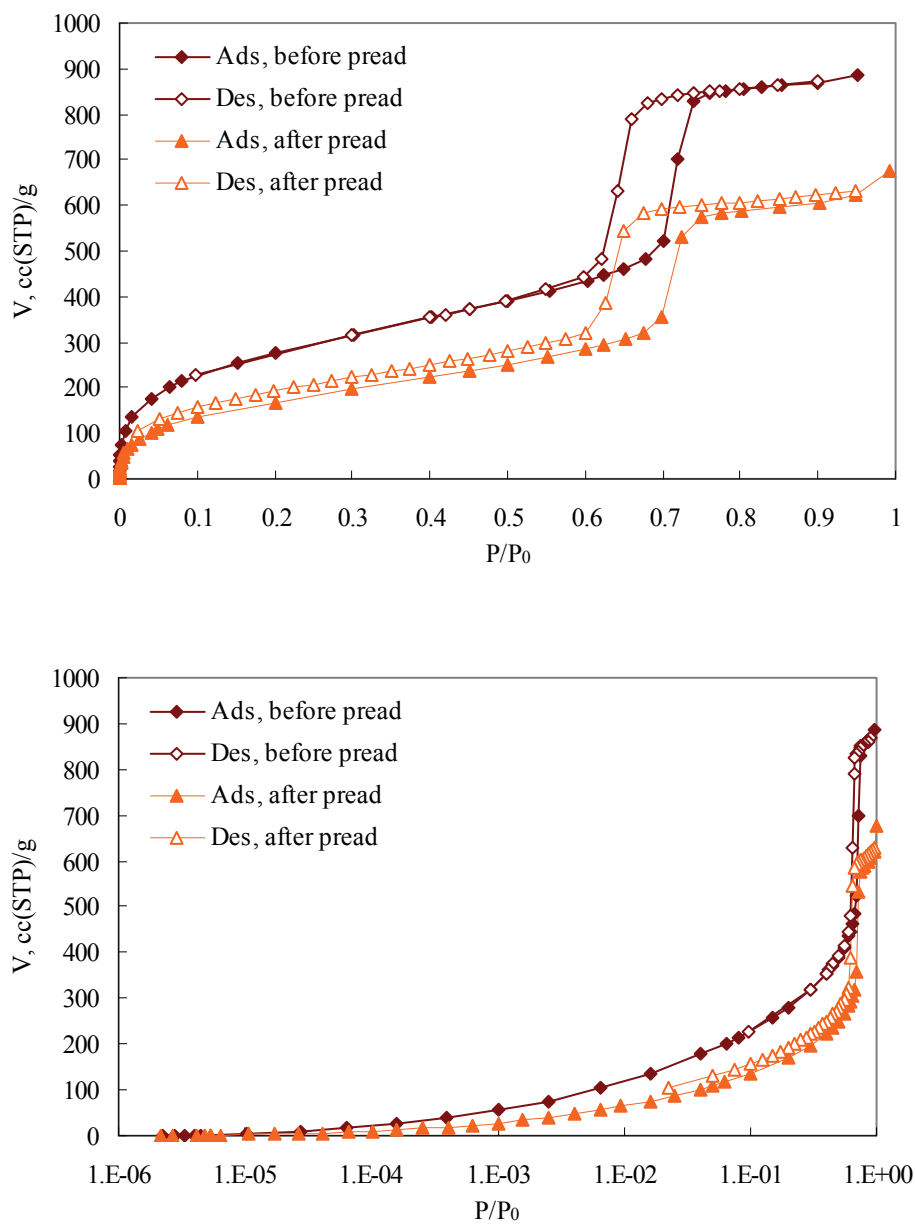 1000
900
800
700
600
500
400
300
200
100
0
V, cc(STP)/g
Ads, before pread
Des, before pread
Ads, after pread
Des, after pread
0 0.1 0.2 0.3 0.4 0.5 0.6 0.7 0.8 0.9 1
P/P0
1000
900
800
700
600
500
400
300
200
100
0
V, cc(STP)/g
Ads, before pread
Des, before pread
Ads, after pread
Des, after pread
1.E-06 1.E-05 1.E-04 1.E-03 1.E-02 1.E-01 1.E+00
P/P0